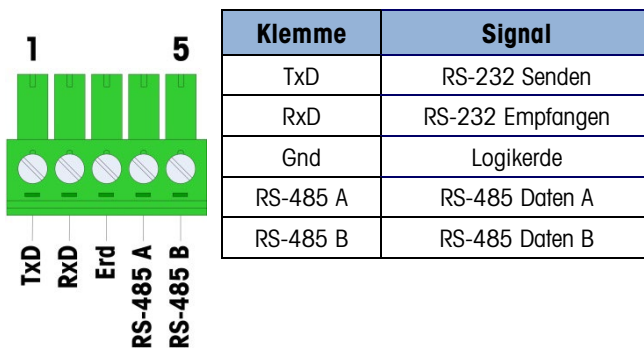 1 5
TxD
RxD
Erd
RS-485 A
RS-485 B
Klemme Signal
TxD RS-232 Senden
RxD RS-232 Empfangen
Gnd Logikerde
RS-485 A RS-485 Daten A
RS-485 B RS-485 Daten B